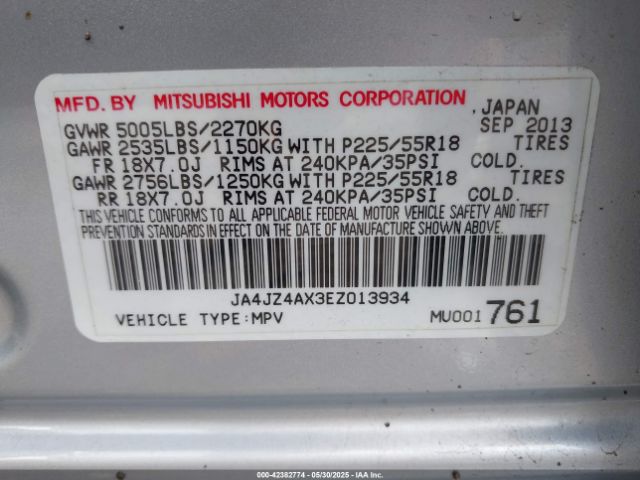 MFD. BY MITSUBISHI MOTORS CORPORATION , JAPAN
GVWR 5005LBS/2270KG SEP 2013
GAWR 2535LBS/1150KG WITH P225/55R18 TIRES
FR 18X7.0J RIMS AT 240KPA/35PSI COLD.
GAWR 2756LBS/1250KG WITH P225/55R18 TIRES
RR 18X7.0J RIMS AT 240KPA/35PSI COLD.
THIS VEHICLE CONFORMS TO ALL APPLICABLE FEDERAL MOTOR VEHICLE SAFETY AND THEFT
PREVENTION STANDARDS IN EFFECT ON THE DATE OF MANUFACTURE SHOWN ABOVE.
JA4JZ4AX3EZ013934
VEHICLE TYPE:MPV MU001 761
000-42382774 - 05/30/2025 - IAAI.COM